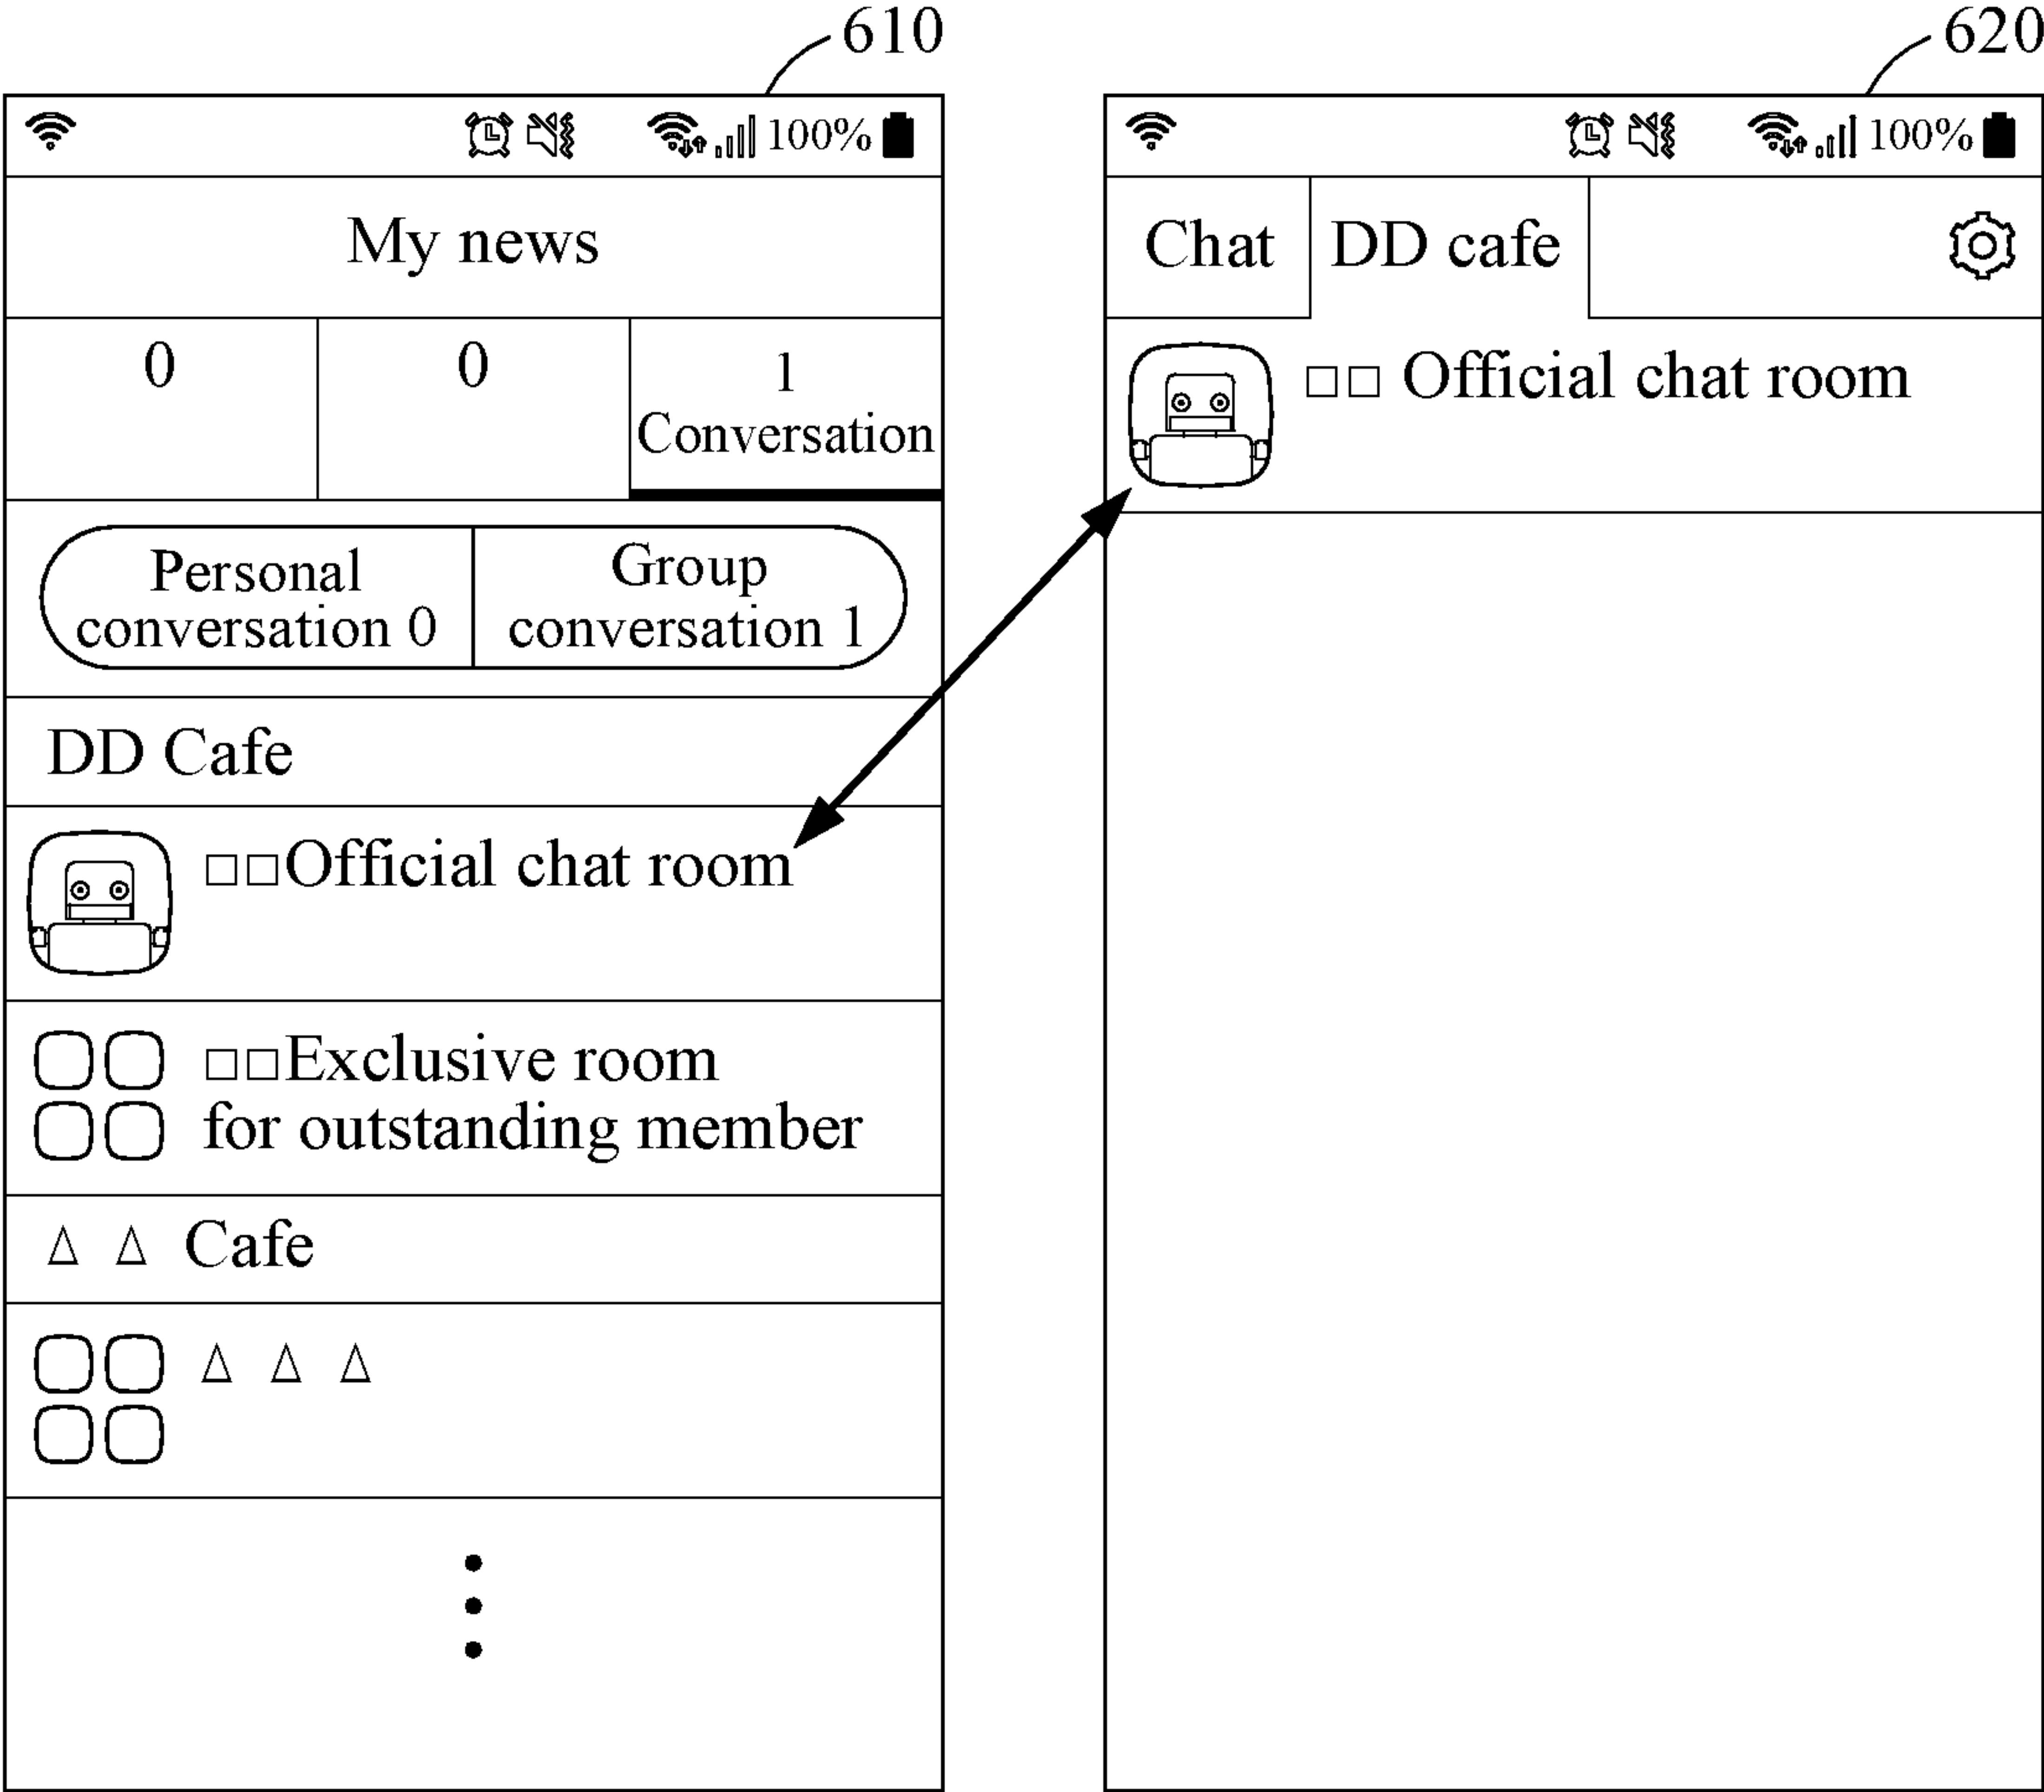 610
100%
My news
0
0
1
Conversation
Personal
conversation 0
Group
conversation 1
DD Cafe
□□Official chat room
□□Exclusive room
for outstanding member
△ △ Cafe
△ △ △
620
100%
Chat
DD cafe
□□ Official chat room